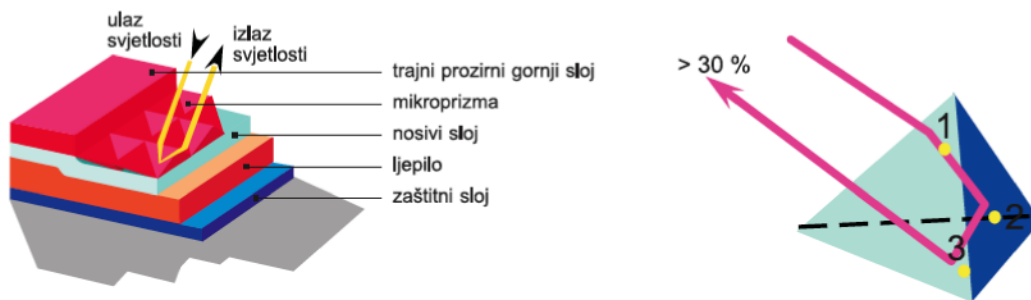 ulaz
svjetlosti
izlaz
svjetlosti
trajni prozirni gornji sloj
mikroprizma
nosivi sloj
ljepilo
zaštitni sloj
> 30 %
1
2
3